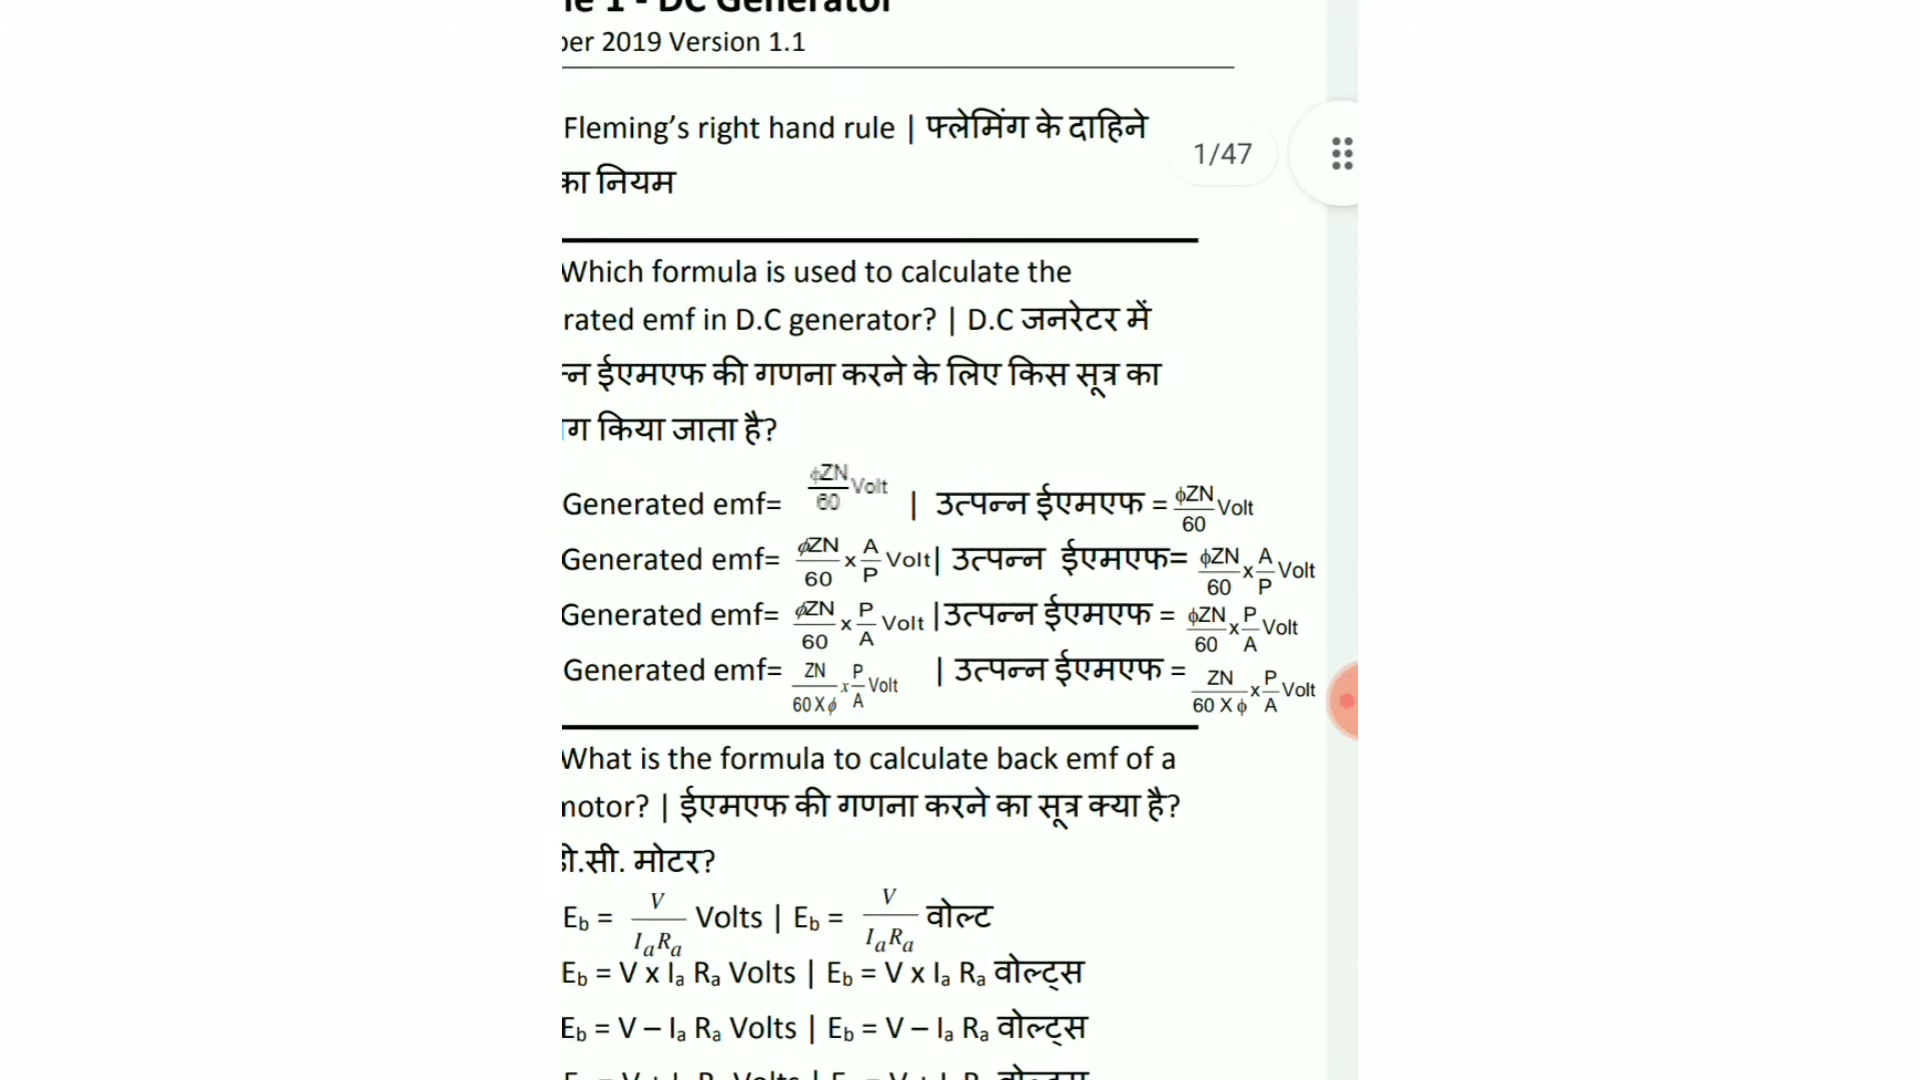 le 1 - DC Generator
ber 2019 Version 1.1
Fleming’s right hand rule | फ्लेमिंग के दाहिने
1/47
का नियम
Which formula is used to calculate the
rated emf in D.C generator? | D.C जनरेटर में
न्न ईएमएफ की गणना करने के लिए किस सूत्र का
ग किया जाता है?
Generated emf= ϕZN/60 Volt | उत्पन्न ईएमएफ = ϕZN/60 Volt
Generated emf= ϕZN/60 x A/P Volt| उत्पन्न ईएमएफ= ϕZN/60 x A/P Volt
Generated emf= ϕZN/60 x P/A Volt |उत्पन्न ईएमएफ = ϕZN/60 x P/A Volt
Generated emf= ZN/60 X ϕ x P/A Volt | उत्पन्न ईएमएफ = ZN/60 X ϕ x P/A Volt
What is the formula to calculate back emf of a
motor? | ईएमएफ की गणना करने का सूत्र क्या है?
डी.सी. मोटर?
Eb = V/IaRa Volts | Eb = V/IaRa वोल्ट
Eb = V x Ia Ra Volts | Eb = V x Ia Ra वोल्ट्स
Eb = V – Ia Ra Volts | Eb = V – Ia Ra वोल्ट्स